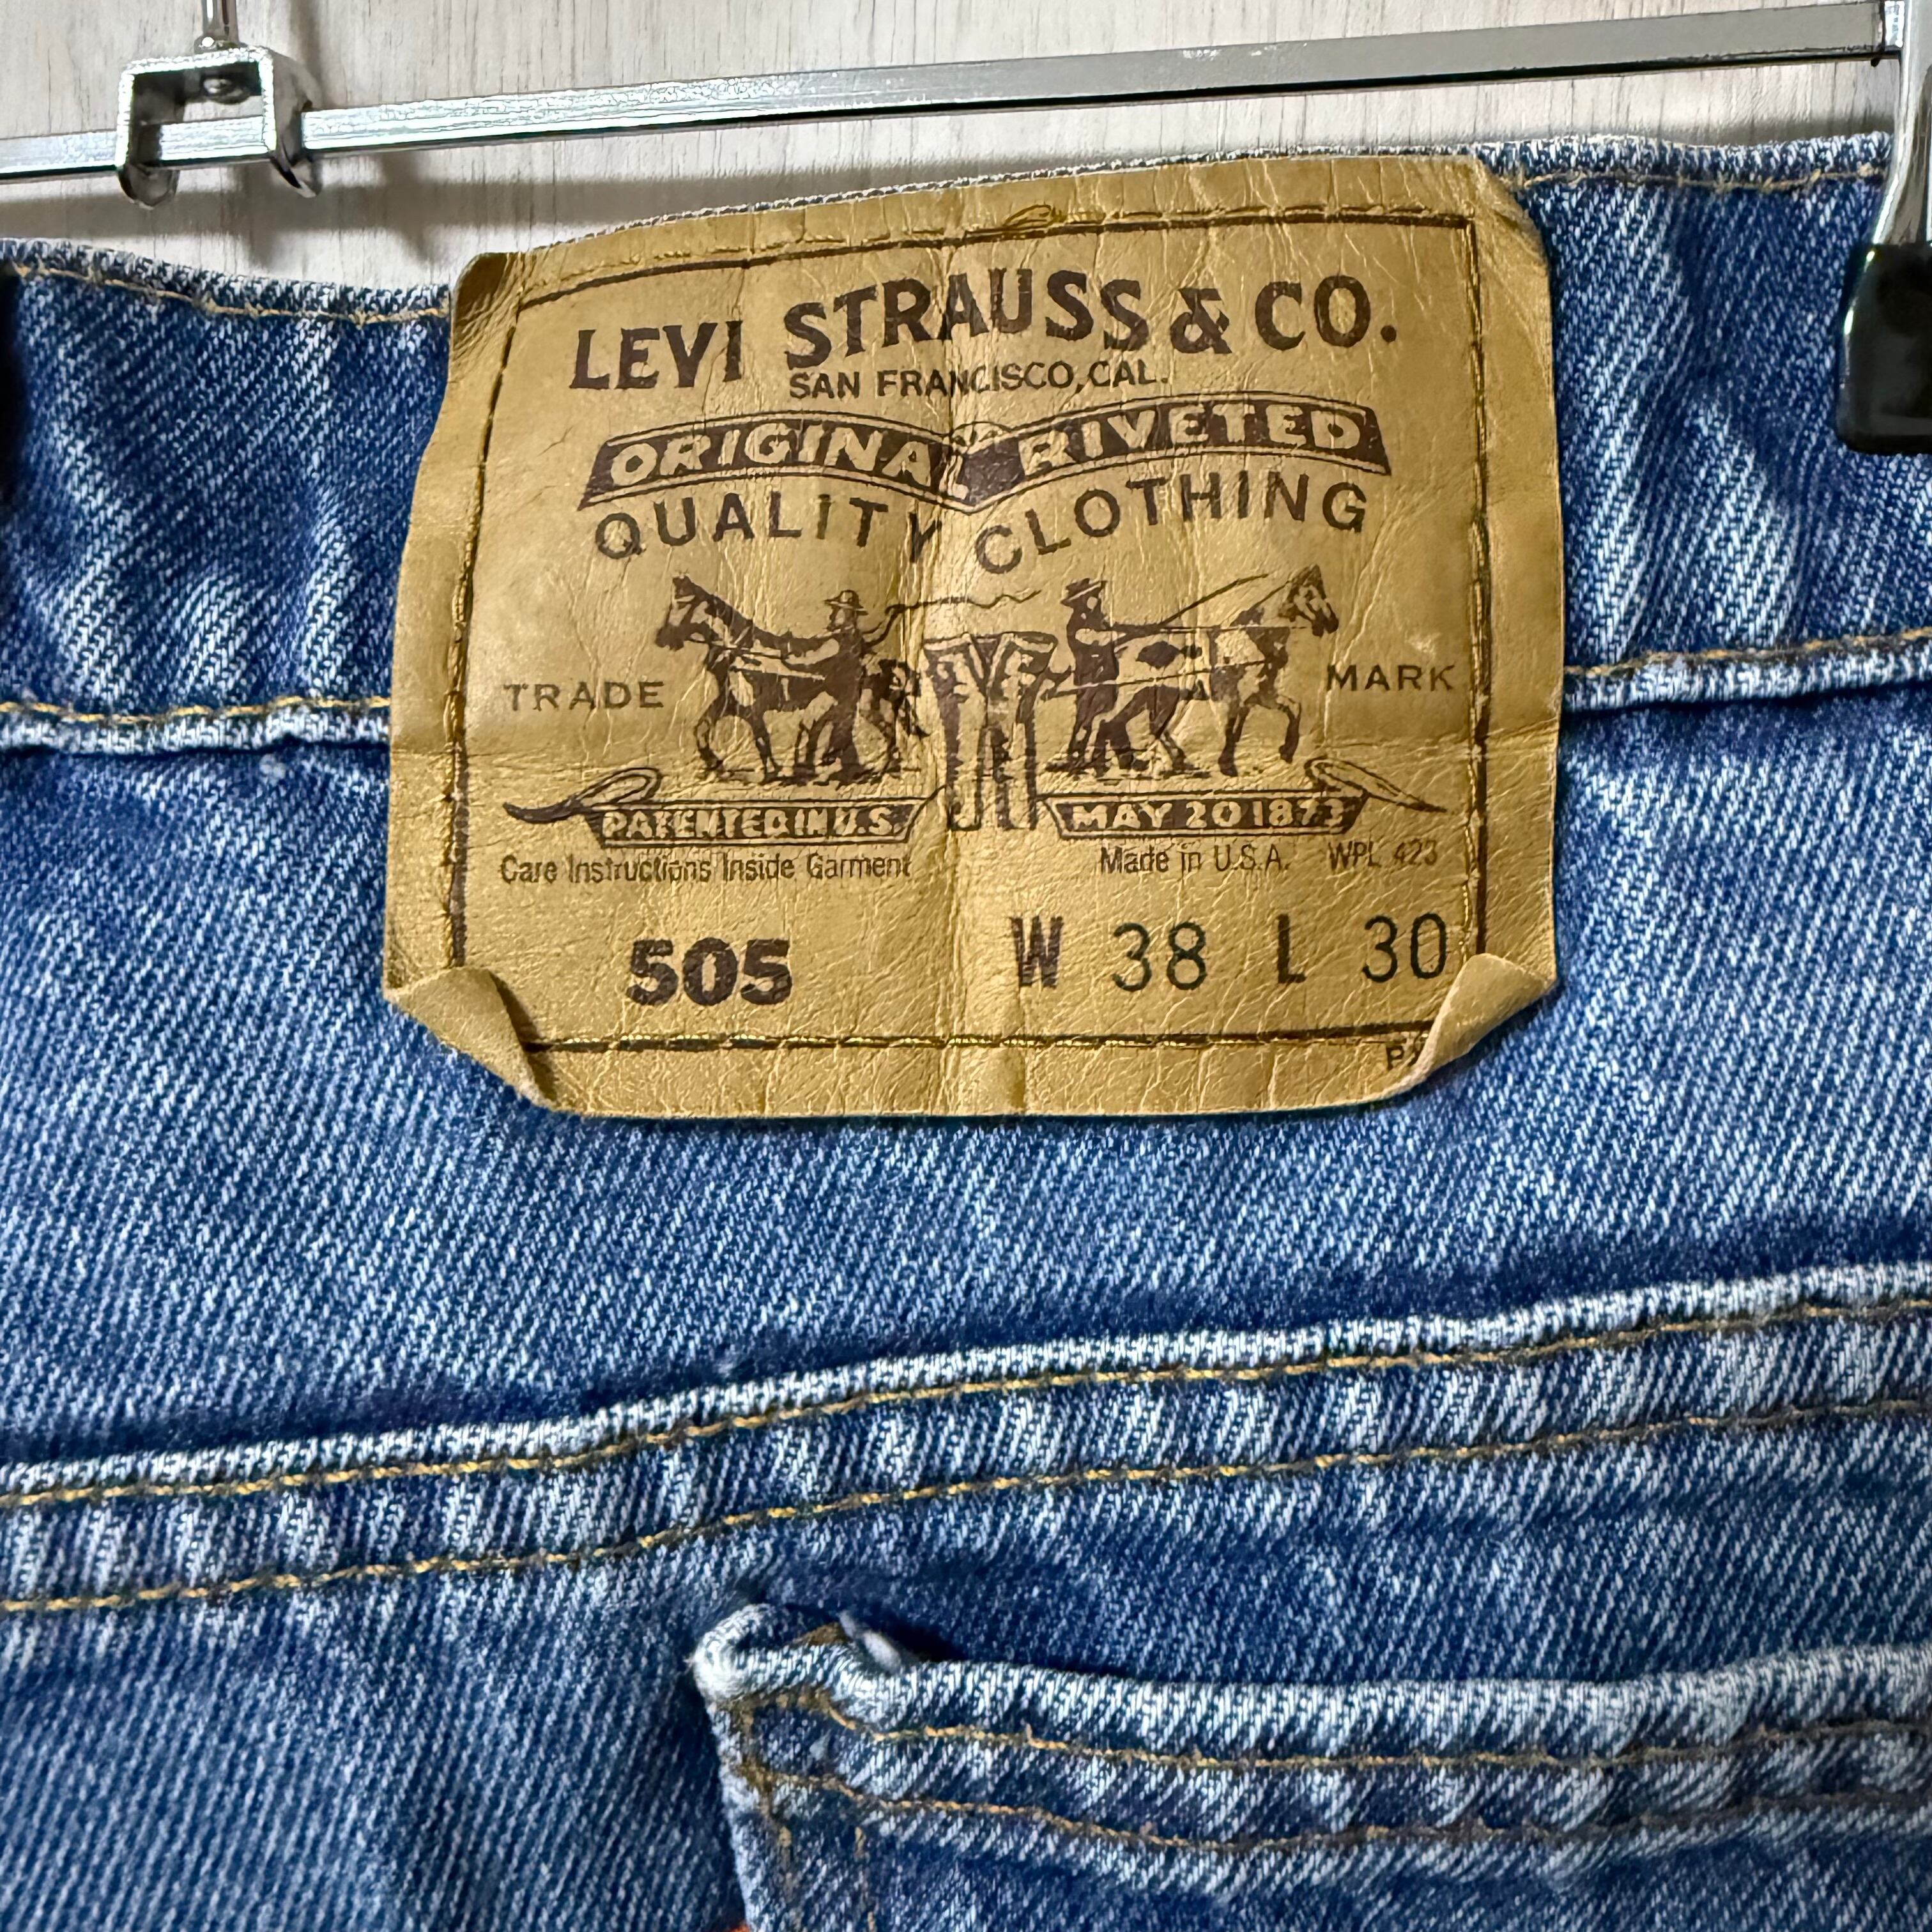 LEVI STRAUSS & CO.
SAN FRANCISCO, CAL.
ORIGINAL RIVETED
QUALITY CLOTHING
TRADE MARK
PATENTED IN U.S. MAY 20 1873
Care Instructions Inside Garment Made in U.S.A. WPL 423
505 W 38 L 30